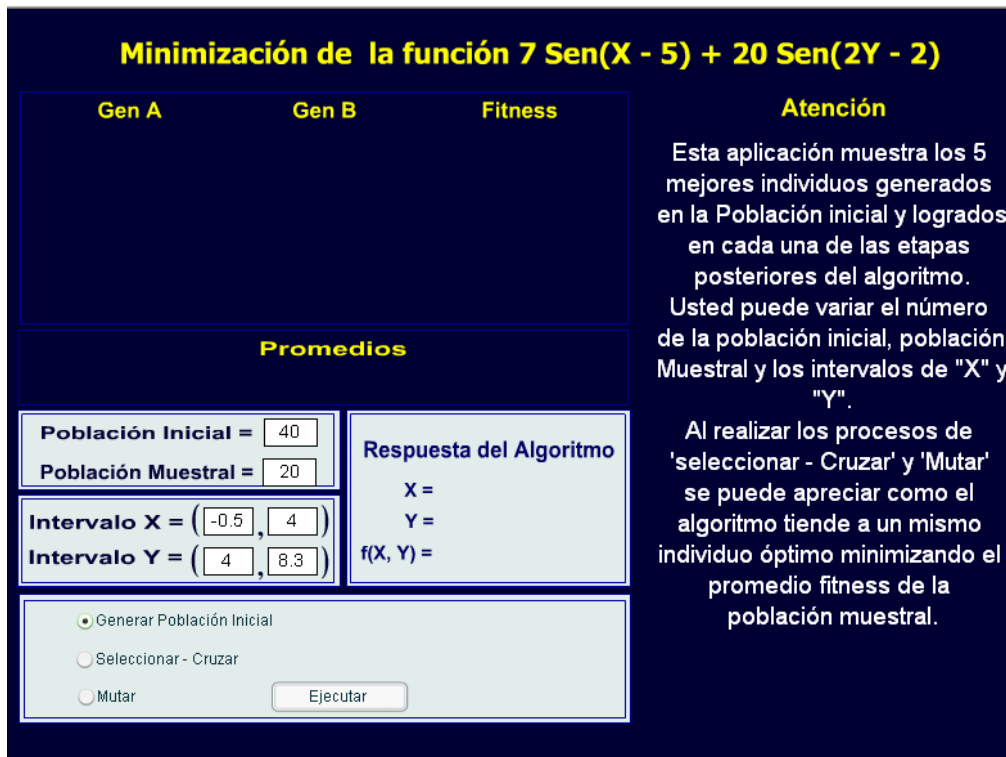 Minimización de la función 7 Sen(X - 5) + 20 Sen(2Y - 2)
Gen A Gen B Fitness
Promedios
Población Inicial = 40
Población Muestral = 20
Intervalo X = ( -0.5 , 4 )
Intervalo Y = ( 4 , 8.3 )
Respuesta del Algoritmo
X =
Y =
f(X, Y) =
Generar Población Inicial
Seleccionar - Cruzar
Mutar Ejecutar
Atención
Esta aplicación muestra los 5
mejores individuos generados
en la Población inicial y logrados
en cada una de las etapas
posteriores del algoritmo.
Usted puede variar el número
de la población inicial, población
Muestral y los intervalos de "X" y
"Y".
Al realizar los procesos de
'seleccionar - Cruzar' y 'Mutar'
se puede apreciar como el
algoritmo tiende a un mismo
individuo óptimo minimizando el
promedio fitness de la
población muestral.